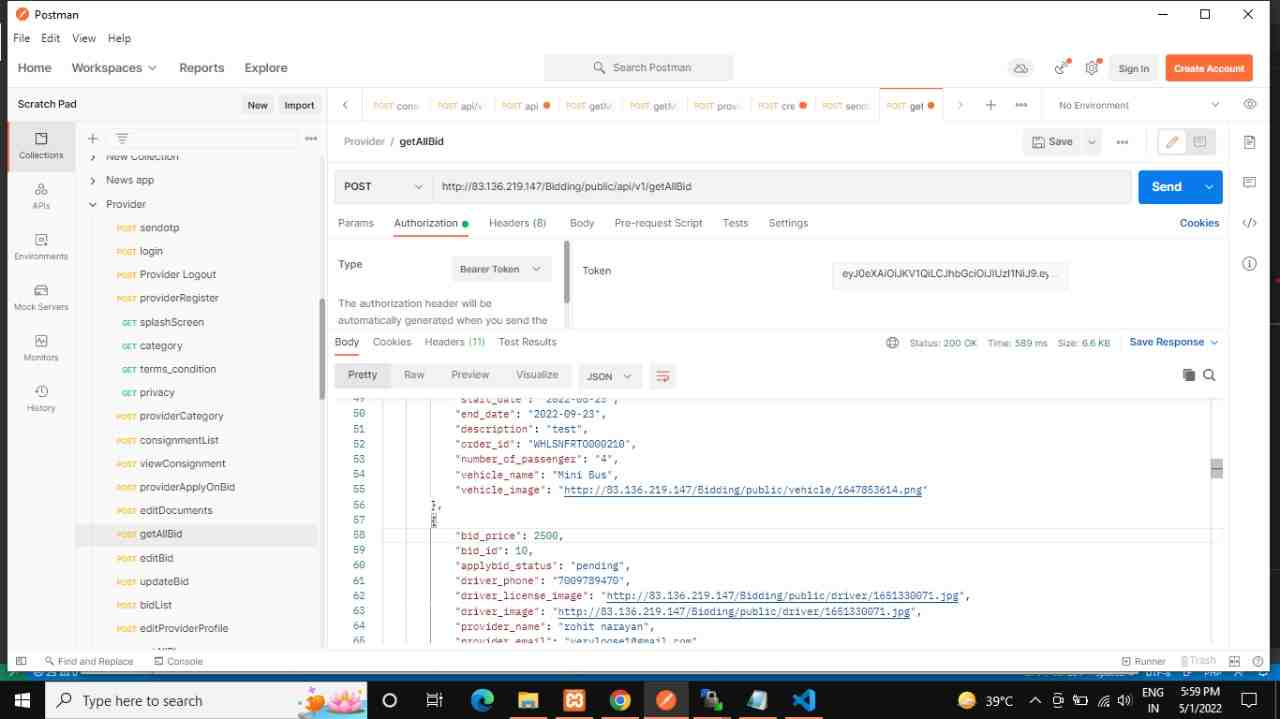 Postman
File Edit View Help
Home Workspaces Reports Explore Search Postman Sign In Create Account
Scratch Pad New Import
POST cons POST api/v POST api POST getA POST getA POST provi POST cre POST send POST get No Environment
Provider / getAllBid Save
POST http://83.136.219.147/Bidding/public/api/v1/getAllBid Send
Params Authorization Headers (8) Body Pre-request Script Tests Settings Cookies
Type Bearer Token Token eyJ0eXAiOiJKV1QiLCJhbGciOiJIUzI1NiJ9.ey...
The authorization header will be
automatically generated when you send the
Body Cookies Headers (11) Test Results Status: 200 OK Time: 589 ms Size: 6.6 KB Save Response
Pretty Raw Preview Visualize JSON
Collections
APIs
Environments
Mock Servers
Monitors
History
New Collection
News app
Provider
POST sendotp
POST login
POST Provider Logout
POST providerRegister
GET splashScreen
GET category
GET terms_condition
GET privacy
POST providerCategory
POST consignmentList
POST viewConsignment
POST providerApplyOnBid
POST editDocuments
POST getAllBid
POST editBid
POST updateBid
POST bidList
POST editProviderProfile
49 "start_date": "2022-08-23",
50 "end_date": "2022-09-23",
51 "description": "test",
52 "order_id": "WHLSNFRTO000210",
53 "number_of_passenger": "4",
54 "vehicle_name": "Mini Bus",
55 "vehicle_image": "http://83.136.219.147/Bidding/public/vehicle/1647853614.png"
56 },
57 {
58 "bid_price": 2500,
59 "bid_id": 10,
60 "applybid_status": "pending",
61 "driver_phone": "7009789470",
62 "driver_license_image": "http://83.136.219.147/Bidding/public/driver/1651330071.jpg",
63 "driver_image": "http://83.136.219.147/Bidding/public/driver/1651330071.jpg",
64 "provider_name": "rohit narayan",
65 "provider_email": "veryloose1@gmail.com"
Find and Replace Console Runner Trash
Type here to search 39°C ENG IN 5:59 PM 5/1/2022